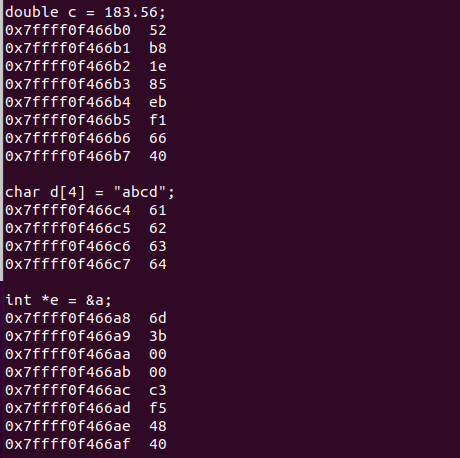 double c = 183.56;
0x7ffff0f466b0  52
0x7ffff0f466b1  b8
0x7ffff0f466b2  1e
0x7ffff0f466b3  85
0x7ffff0f466b4  eb
0x7ffff0f466b5  f1
0x7ffff0f466b6  66
0x7ffff0f466b7  40
char d[4] = "abcd";
0x7ffff0f466c4  61
0x7ffff0f466c5  62
0x7ffff0f466c6  63
0x7ffff0f466c7  64
int *e = &a;
0x7ffff0f466a8  6d
0x7ffff0f466a9  3b
0x7ffff0f466aa  00
0x7ffff0f466ab  00
0x7ffff0f466ac  c3
0x7ffff0f466ad  f5
0x7ffff0f466ae  48
0x7ffff0f466af  40